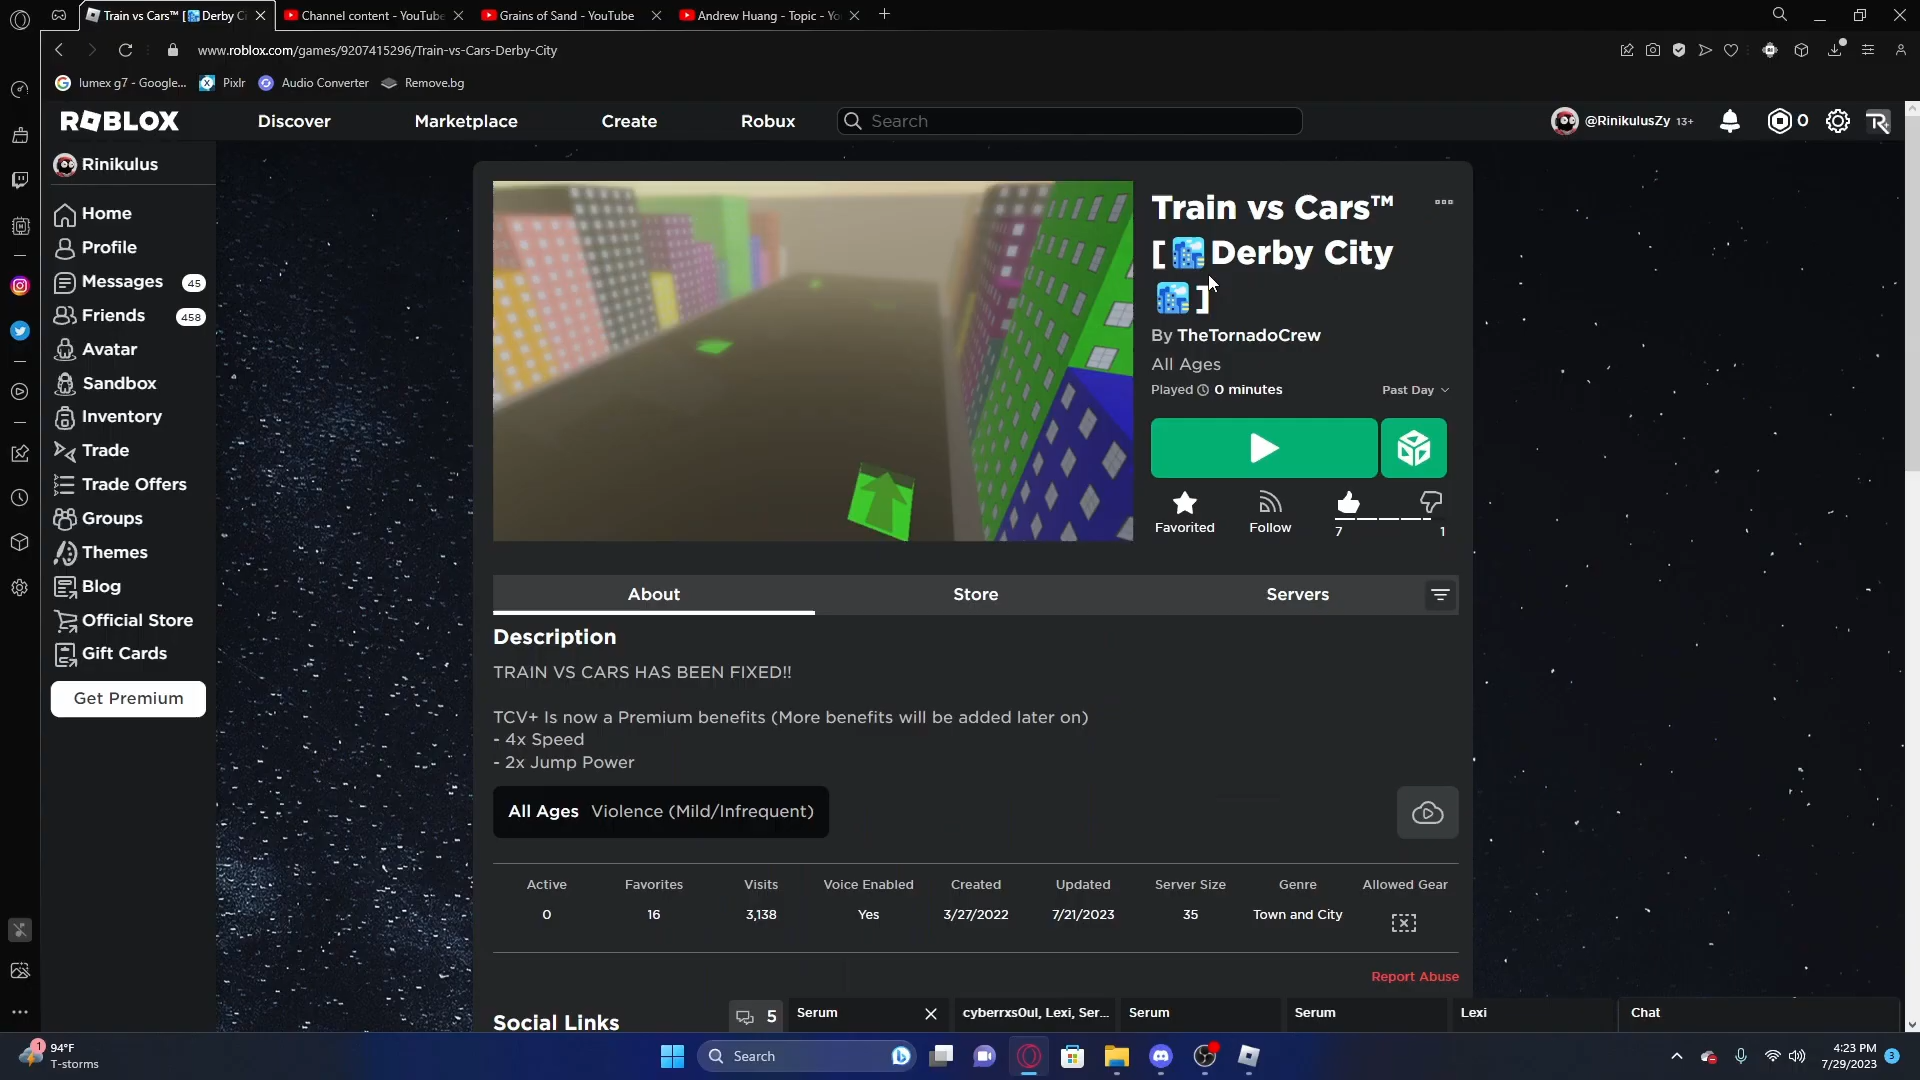 Train vs Cars™ [🏙️Derby C
Channel content - YouTube
Grains of Sand - YouTube
Andrew Huang - Topic - Yo
www.roblox.com/games/9207415296/Train-vs-Cars-Derby-City
lumex g7 - Google...
Pixlr
Audio Converter
Remove.bg
ROBLOX
Discover
Marketplace
Create
Robux
Search
@RinikulusZy 13+
0
Rinikulus
Home
Profile
Messages 45
Friends 458
Avatar
Sandbox
Inventory
Trade
Trade Offers
Groups
Themes
Blog
Official Store
Gift Cards
Get Premium
Train vs Cars™
[🏙️Derby City
🏙️]
By TheTornadoCrew
All Ages
Played 0 minutes
Past Day
Favorited
Follow
7
1
About
Store
Servers
Description
TRAIN VS CARS HAS BEEN FIXED!!
TCV+ Is now a Premium benefits (More benefits will be added later on)
- 4x Speed
- 2x Jump Power
All Ages Violence (Mild/Infrequent)
Active Favorites Visits Voice Enabled Created Updated Server Size Genre Allowed Gear
0 16 3,138 Yes 3/27/2022 7/21/2023 35 Town and City
Report Abuse
Social Links
5
Serum
cyberrxs0ul, Lexi, Ser...
Serum
Serum
Lexi
Chat
1
94°F
T-storms
Search
4:23 PM
7/29/2023
3